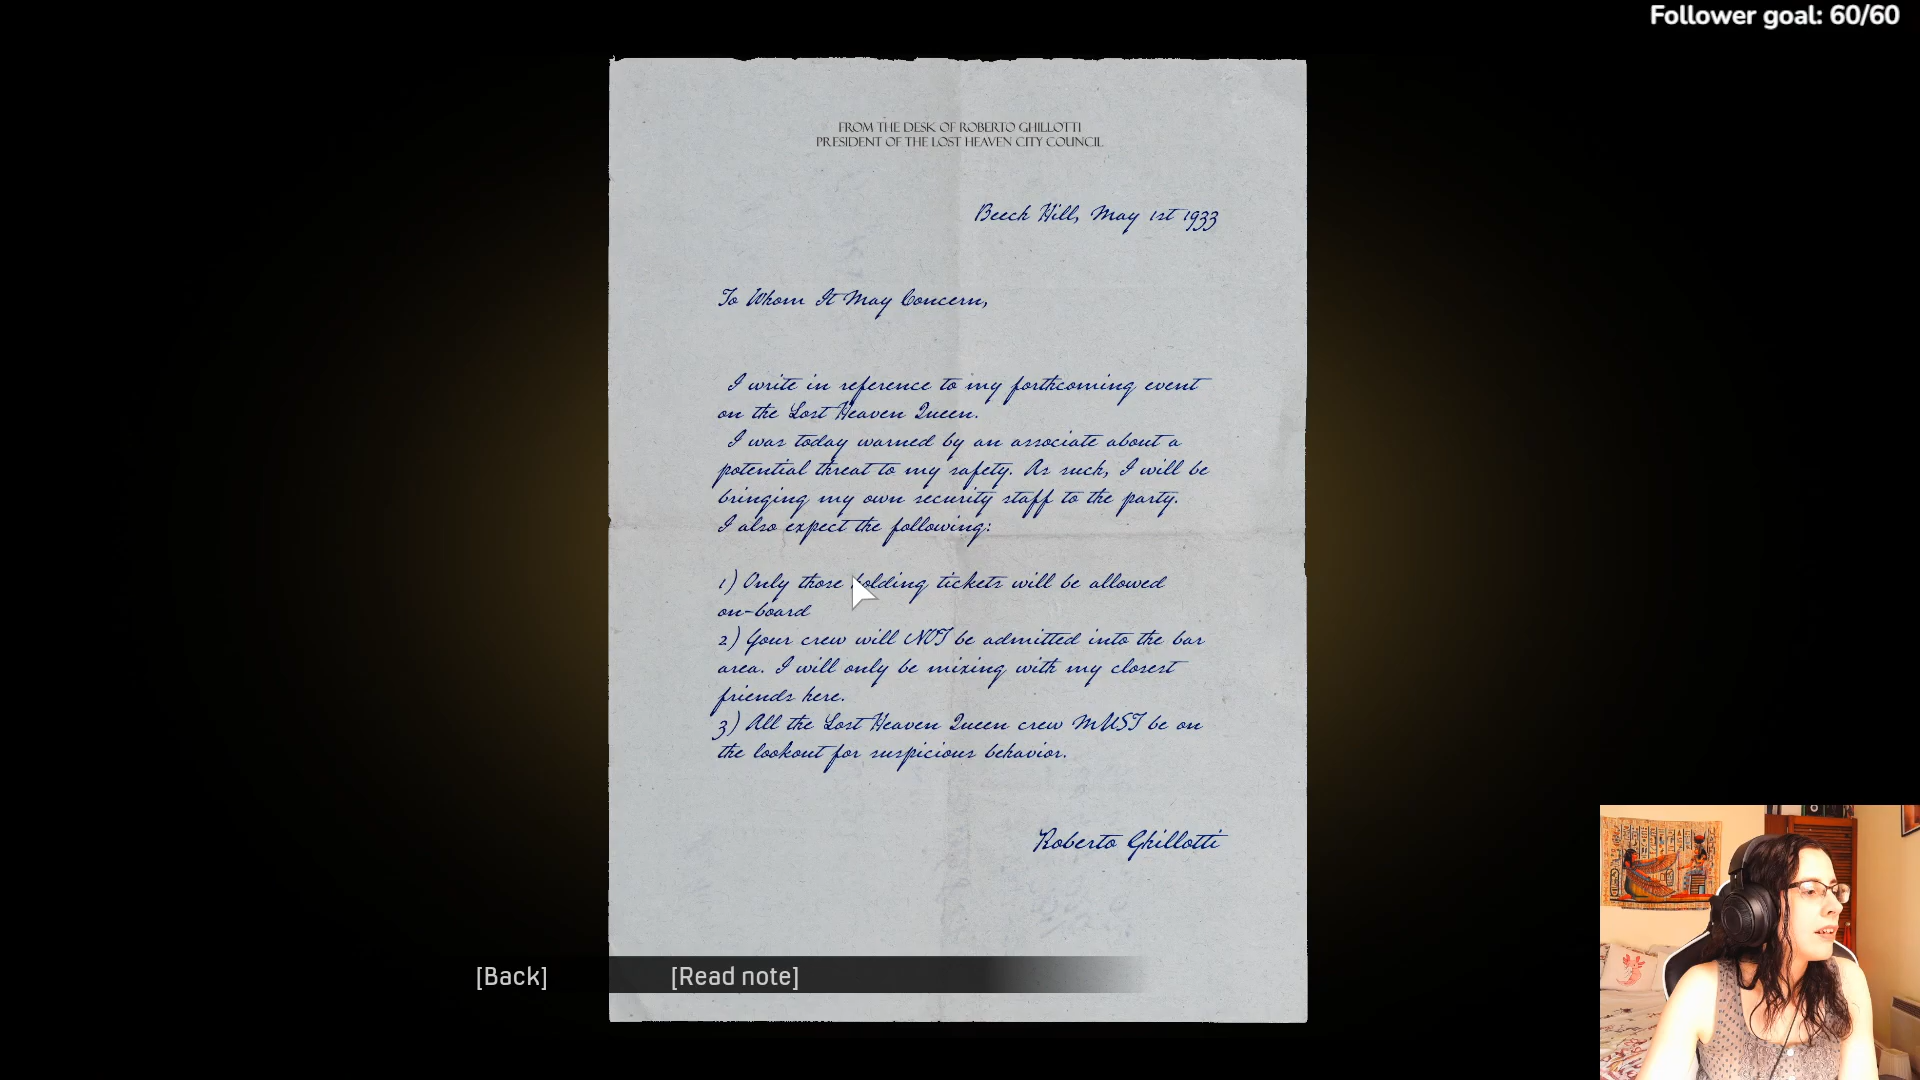 Follower goal: 60/60
FROM THE DESK OF ROBERTO GHILLOTTI
PRESIDENT OF THE LOST HEAVEN CITY COUNCIL
Beech Hill, May 1st 1933
To Whom It May Concern,
I write in reference to my forthcoming event
on the Lost Heaven Queen.
I was today warned by an associate about a
potential threat to my safety. As such, I will be
bringing my own security staff to the party.
I also expect the following:
1) Only those holding tickets will be allowed
on-board
2) Your crew will NOT be admitted into the bar
area. I will only be mixing with my closest
friends here.
3) All the Lost Heaven Queen crew MUST be on
the lookout for suspicious behavior.
Roberto Ghillotti
[Back] [Read note]